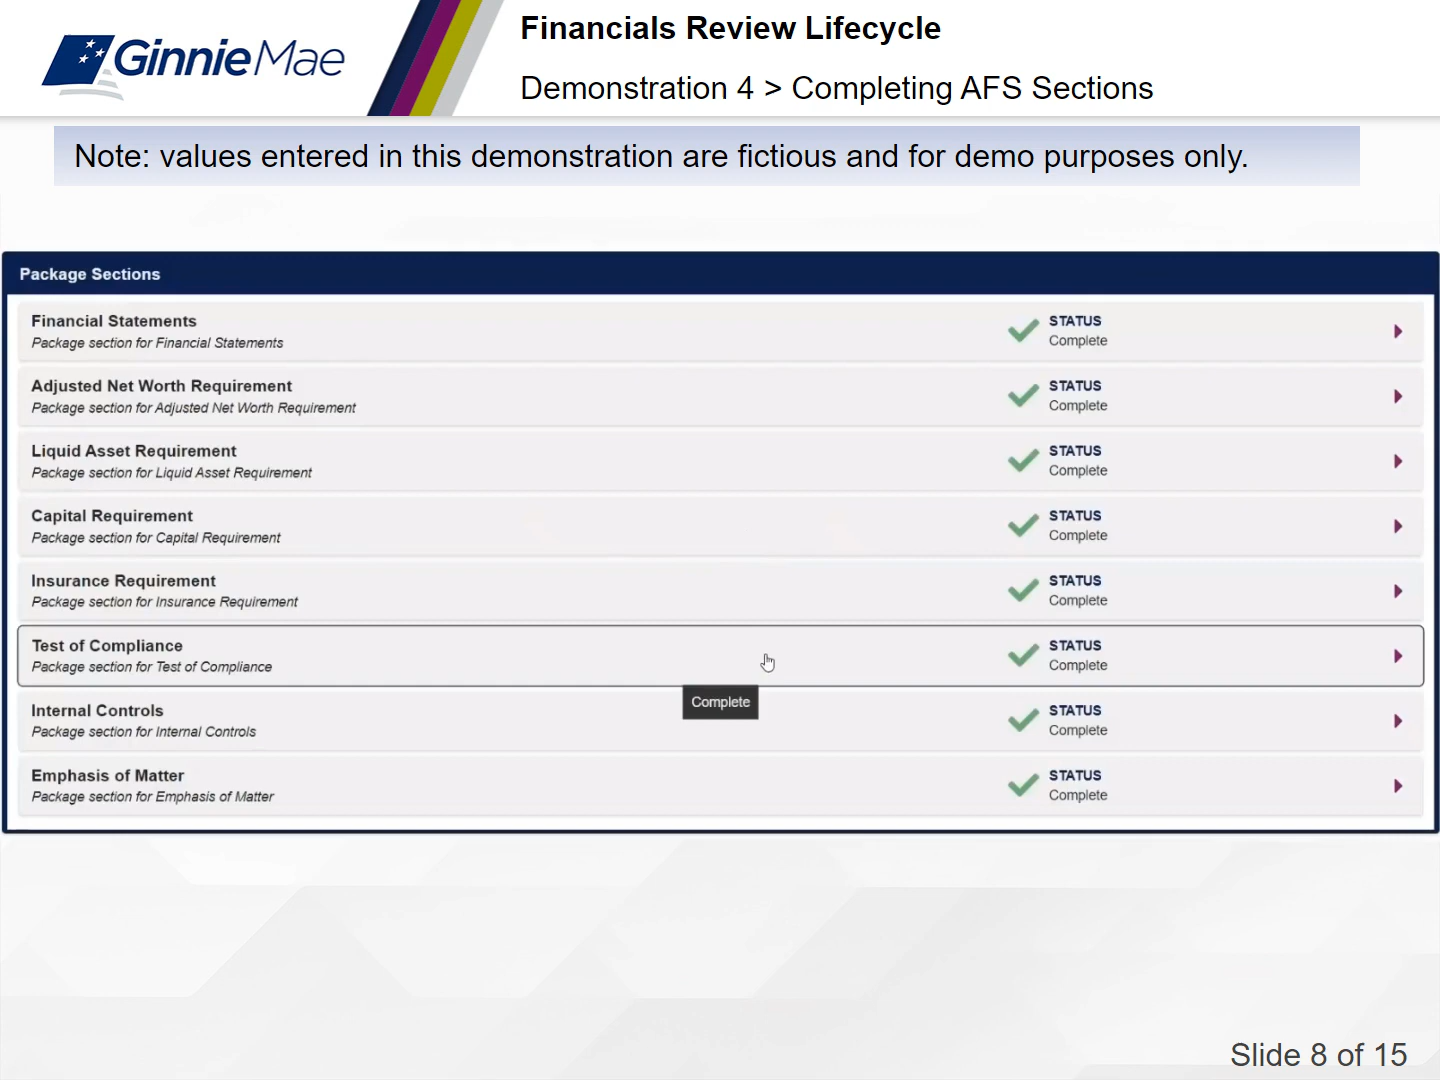 GinnieMae
Financials Review Lifecycle
Demonstration 4 > Completing AFS Sections
Note: values entered in this demonstration are fictious and for demo purposes only.
Package Sections
Financial Statements
Package section for Financial Statements
STATUS
Complete
Adjusted Net Worth Requirement
Package section for Adjusted Net Worth Requirement
STATUS
Complete
Liquid Asset Requirement
Package section for Liquid Asset Requirement
STATUS
Complete
Capital Requirement
Package section for Capital Requirement
STATUS
Complete
Insurance Requirement
Package section for Insurance Requirement
STATUS
Complete
Test of Compliance
Package section for Test of Compliance
STATUS
Complete
Complete
Internal Controls
Package section for Internal Controls
STATUS
Complete
Emphasis of Matter
Package section for Emphasis of Matter
STATUS
Complete
Slide 8 of 15